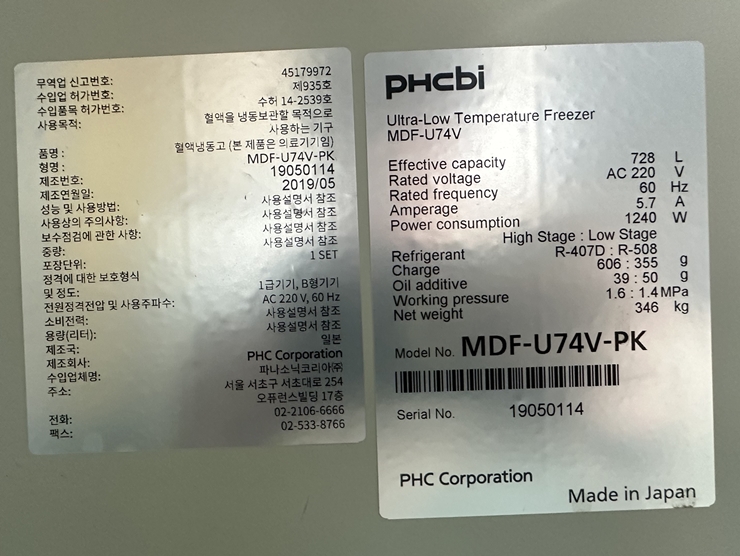 무역업 신고번호: 45179972
수입업 허가번호: 제935호
수입품목 허가번호: 수허 14-2539호
사용목적: 혈액을 냉동보관할 목적으로
사용하는 기구
품명: 혈액냉동고 (본 제품은 의료기기임)
형명: MDF-U74V-PK
제조번호: 19050114
제조연월일: 2019/05
성능 및 사용방법: 사용설명서 참조
사용상의 주의사항: 사용설명서 참조
보수점검에 관한 사항: 사용설명서 참조
중량: 사용설명서 참조
포장단위: 1 SET
정격에 대한 보호형식
및 정도: 1급기기, B형기기
전원정격전압 및 사용주파수: AC 220 V, 60 Hz
소비전력: 사용설명서 참조
용량(리터): 사용설명서 참조
제조국: 일본
제조회사: PHC Corporation
수입업체명: 파나소닉코리아㈜
주소: 서울 서초구 서초대로 254
오퓨런스빌딩 17층
전화: 02-2106-6666
팩스: 02-533-8766
PHCbi
Ultra-Low Temperature Freezer
MDF-U74V
Effective capacity 728 L
Rated voltage AC 220 V
Rated frequency 60 Hz
Amperage 5.7 A
Power consumption 1240 W
High Stage : Low Stage
Refrigerant R-407D : R-508
Charge 606 : 355 g
Oil additive 39 : 50 g
Working pressure 1.6 : 1.4 MPa
Net weight 346 kg
Model No. MDF-U74V-PK
Serial No. 19050114
PHC Corporation
Made in Japan